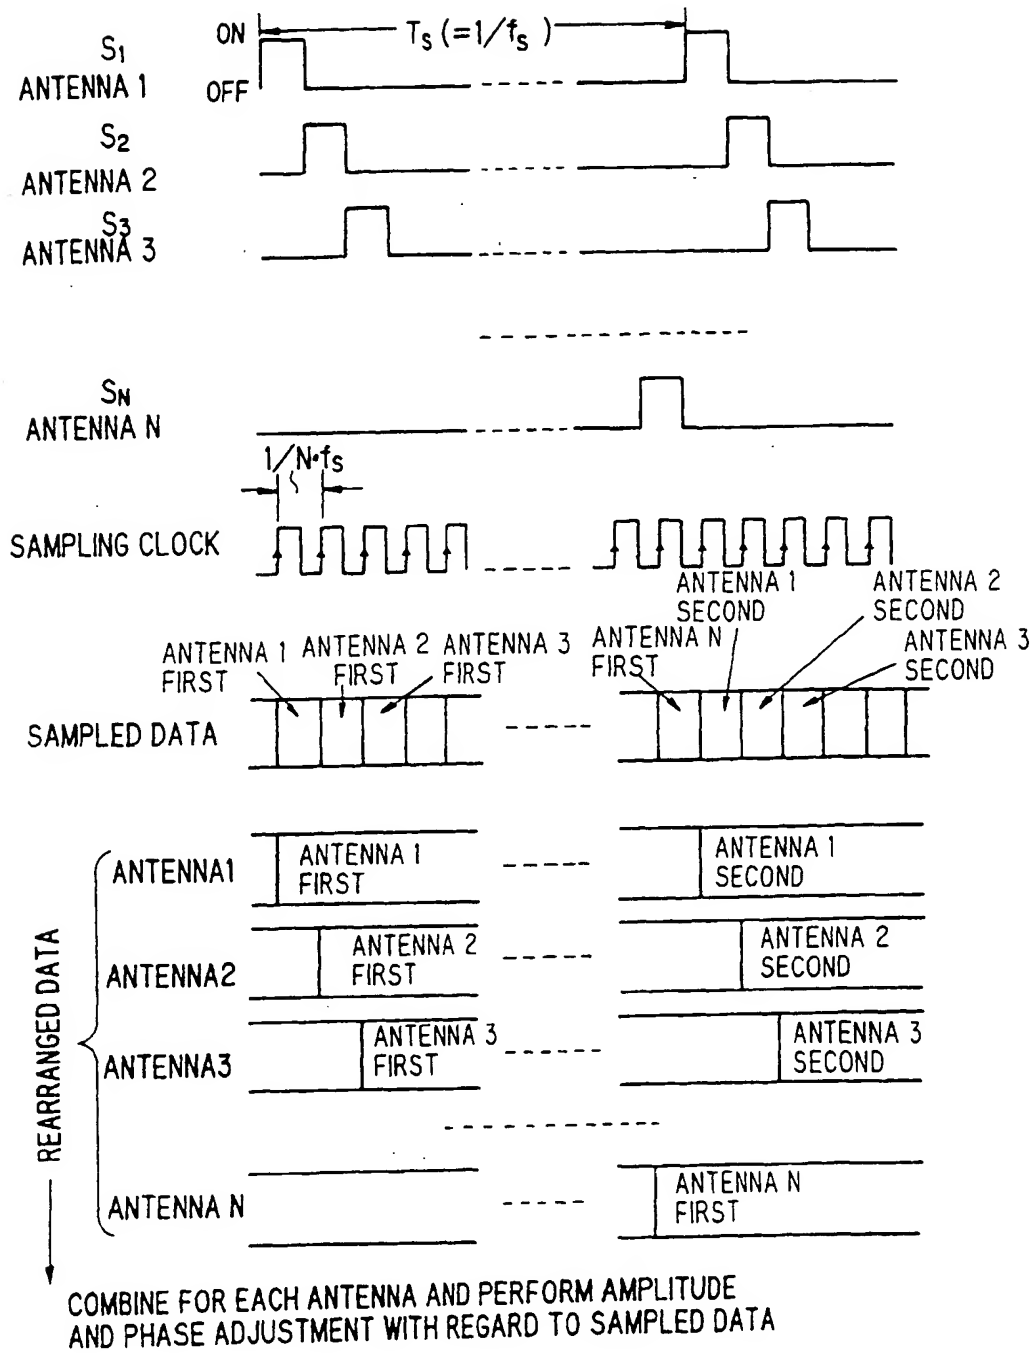 ON
Ts (=1/fs)
S1
ANTENNA 1
OFF
S2
ANTENNA 2
S3
ANTENNA 3
SN
ANTENNA N
1/N·fs
SAMPLING CLOCK
ANTENNA 1
SECOND
ANTENNA 2
SECOND
ANTENNA 1
FIRST
ANTENNA 2
FIRST
ANTENNA 3
FIRST
ANTENNA N
FIRST
ANTENNA 3
SECOND
SAMPLED DATA
REARRANGED DATA
ANTENNA1
ANTENNA 1
FIRST
ANTENNA 1
SECOND
ANTENNA2
ANTENNA 2
FIRST
ANTENNA 2
SECOND
ANTENNA3
ANTENNA 3
FIRST
ANTENNA 3
SECOND
ANTENNA N
ANTENNA N
FIRST
COMBINE FOR EACH ANTENNA AND PERFORM AMPLITUDE
AND PHASE ADJUSTMENT WITH REGARD TO SAMPLED DATA